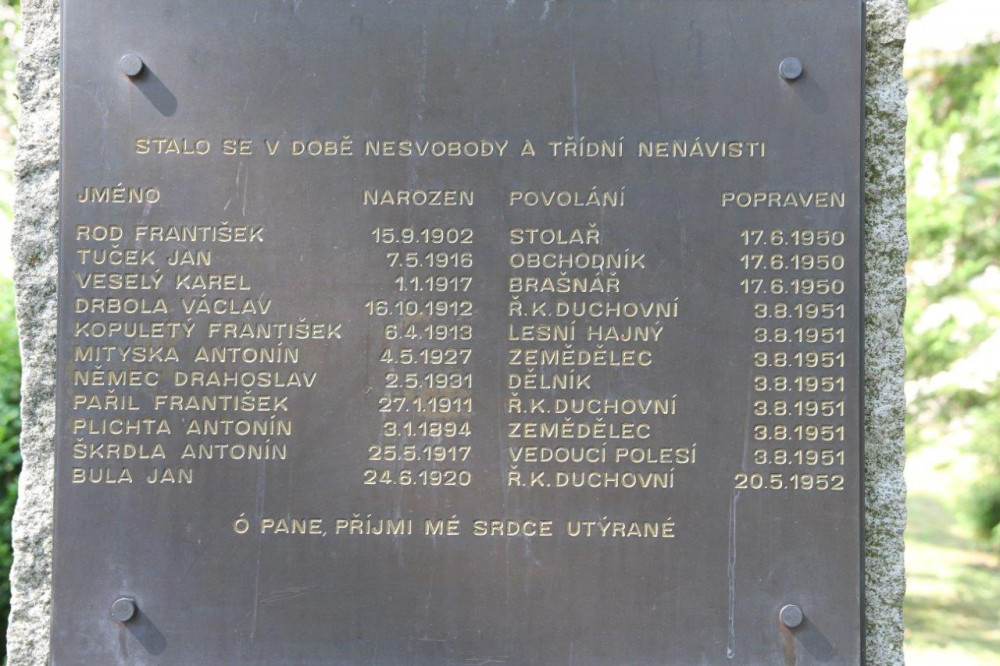 STALO SE V DOBĚ NESVOBODY A TŘÍDNÍ NENÁVISTI
JMÉNO NAROZEN POVOLÁNÍ POPRAVEN
ROD FRANTIŠEK 15.9.1902 STOLAŘ 17.6.1950
TUČEK JAN 7.5.1916 OBCHODNÍK 17.6.1950
VESELÝ KAREL 1.1.1917 BRAŠNÁŘ 17.6.1950
DRBOLA VÁCLAV 16.10.1912 Ř.K.DUCHOVNÍ 3.8.1951
KOPULETÝ FRANTIŠEK 6.4.1913 LESNÍ HAJNÝ 3.8.1951
MITYSKA ANTONÍN 4.5.1927 ZEMĚDĚLEC 3.8.1951
NĚMEC DRAHOSLAV 2.5.1931 DĚLNÍK 3.8.1951
PAŘIL FRANTIŠEK 27.1.1911 Ř.K.DUCHOVNÍ 3.8.1951
PLICHTA ANTONÍN 3.1.1894 ZEMĚDĚLEC 3.8.1951
ŠKRDLA ANTONÍN 25.5.1917 VEDOUCÍ POLESÍ 3.8.1951
BULA JAN 24.6.1920 Ř.K.DUCHOVNÍ 20.5.1952
Ó PANE, PŘÍJMI MÉ SRDCE UTÝRANÉ